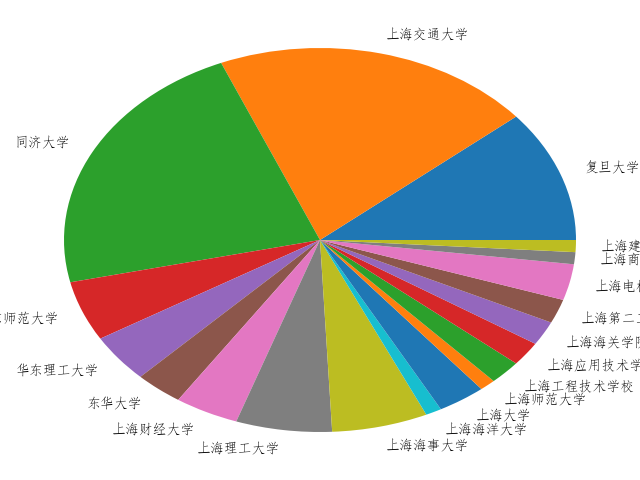 上海交通大学
同济大学
复旦大学
上海建
上海商
上海电机
师范大学
上海第二工
上海海关学院
上海应用技术学
华东理工大学
上海工程技术学校
上海师范大学
东华大学
上海大学
上海财经大学
上海海洋大学
上海理工大学
上海海事大学